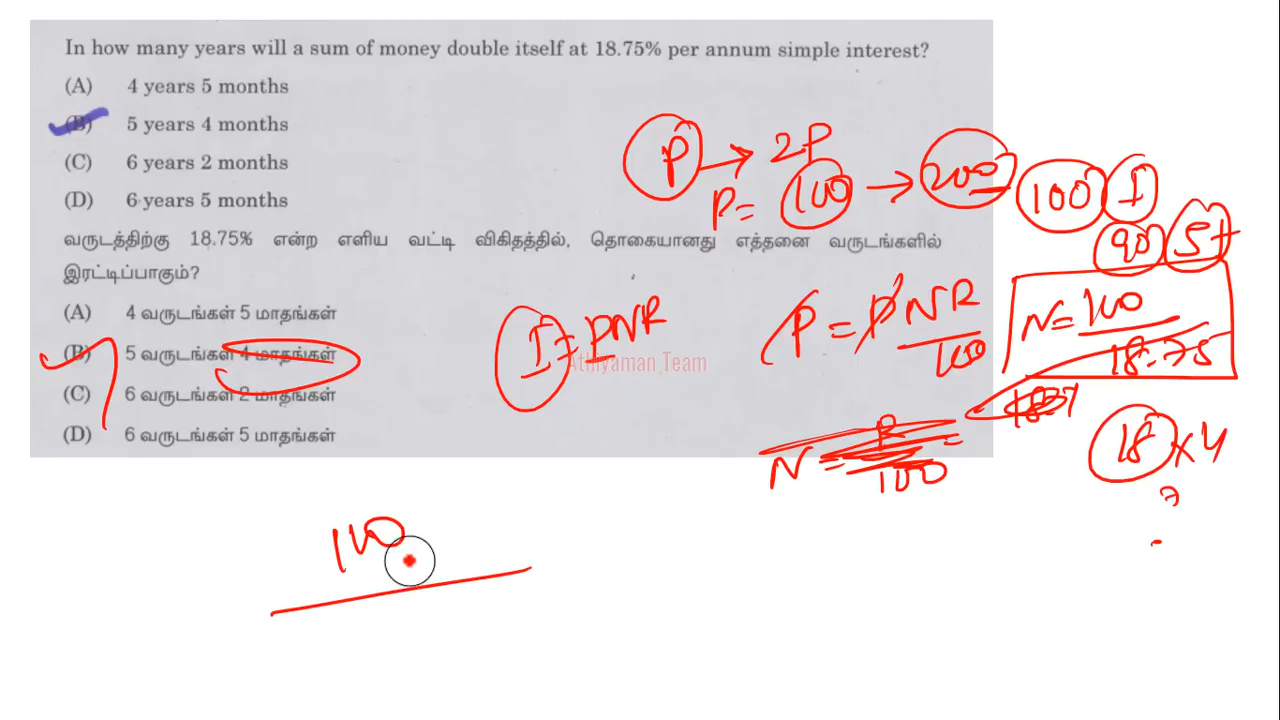 In how many years will a sum of money double itself at 18.75% per annum simple interest?
(A) 4 years 5 months
(B) 5 years 4 months
(C) 6 years 2 months
(D) 6 years 5 months
வருடத்திற்கு 18.75% என்ற எளிய வட்டி விகிதத்தில், தொகையானது எத்தனை வருடங்களில்
இரட்டிப்பாகும்?
(A) 4 வருடங்கள் 5 மாதங்கள்
(B) 5 வருடங்கள் 4 மாதங்கள்
(C) 6 வருடங்கள் 2 மாதங்கள்
(D) 6 வருடங்கள் 5 மாதங்கள்
Athiyaman Team
P → 2P
P = 100 → 200 100 I
90 5+
I = PNR
P = PNR
100
N = 100
18.75
N = R =
100
18 × 4
100